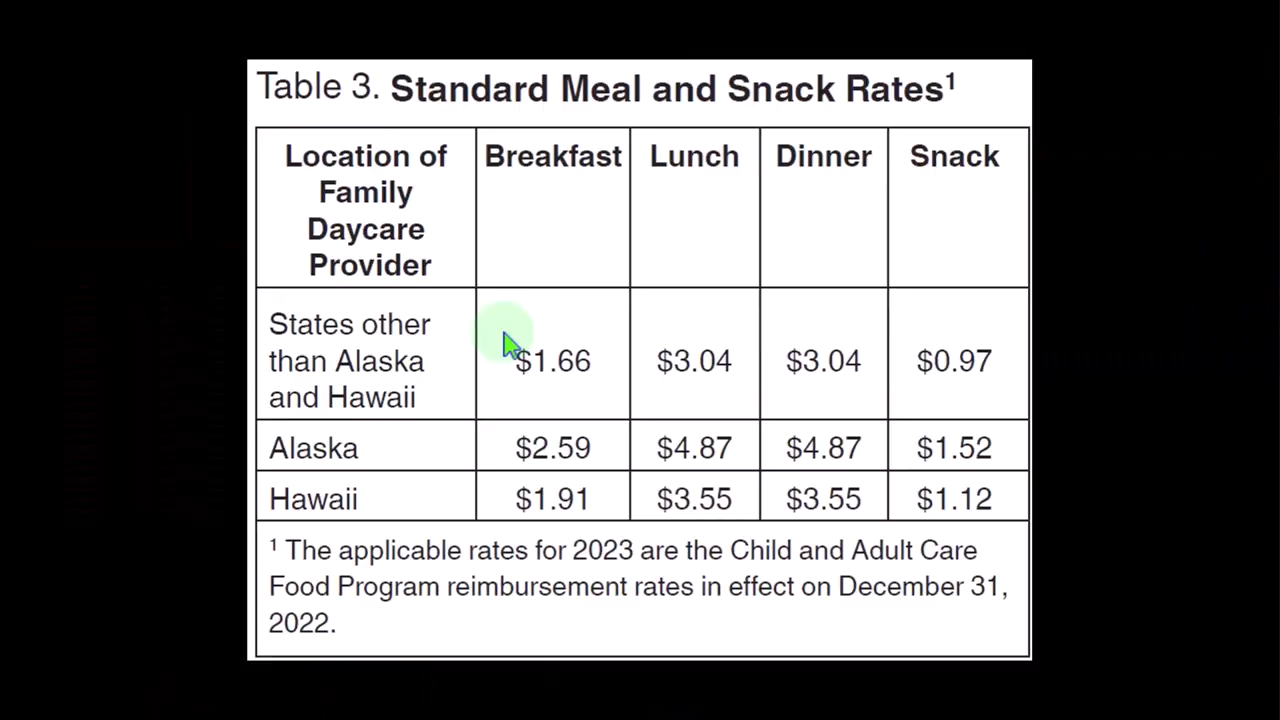 Table 3. Standard Meal and Snack Rates¹
Location of Family Daycare Provider Breakfast Lunch Dinner Snack
States other than Alaska and Hawaii $1.66 $3.04 $3.04 $0.97
Alaska $2.59 $4.87 $4.87 $1.52
Hawaii $1.91 $3.55 $3.55 $1.12
¹ The applicable rates for 2023 are the Child and Adult Care
Food Program reimbursement rates in effect on December 31,
2022.